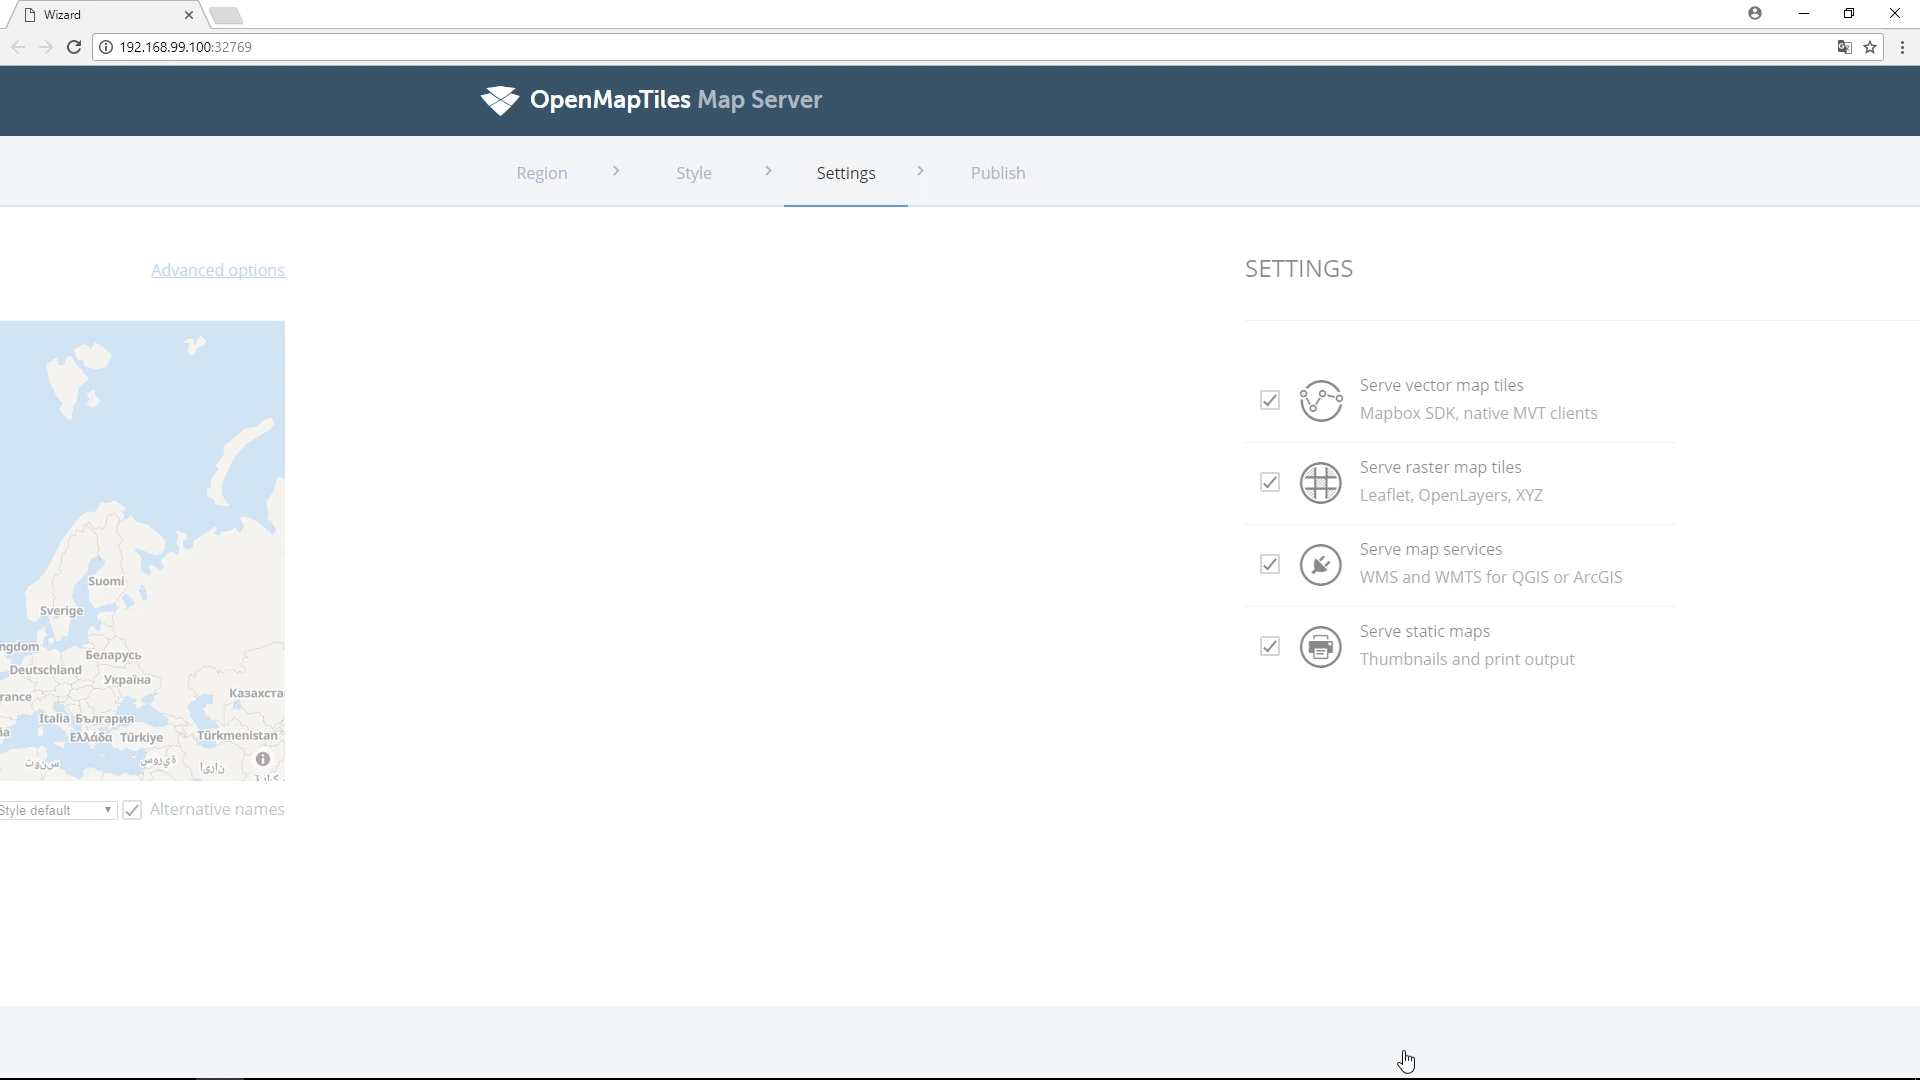 Wizard
192.168.99.100:32769
OpenMapTiles Map Server
Region
Style
Settings
Publish
Advanced options
SETTINGS
Serve vector map tiles
Mapbox SDK, native MVT clients
Serve raster map tiles
Leaflet, OpenLayers, XYZ
Serve map services
WMS and WMTS for QGIS or ArcGIS
Serve static maps
Thumbnails and print output
Suomi
Sverige
ngdom
Беларусь
Deutschland
Україна
rance
Казахста
Italia България
Ελλάδα Türkiye
Türkmenistan
Style default
Alternative names